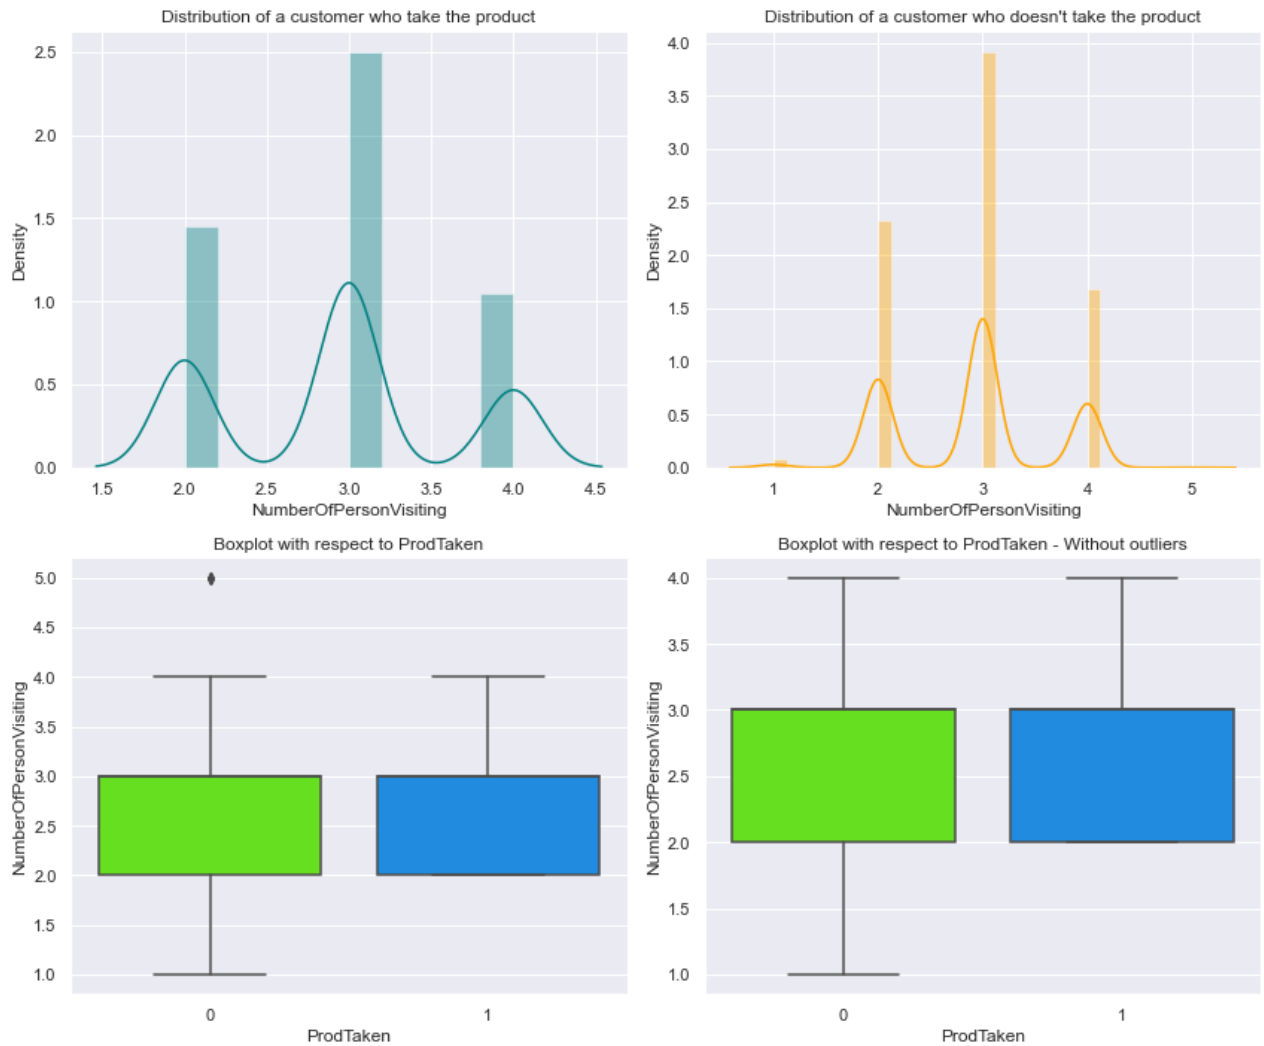 Distribution of a customer who take the product
2.5
2.0
1.5
1.0
0.5
0.0
Density
1.5 2.0 2.5 3.0 3.5 4.0 4.5
NumberOfPersonVisiting
Distribution of a customer who doesn't take the product
4.0
3.5
3.0
2.5
2.0
1.5
1.0
0.5
0.0
Density
1 2 3 4 5
NumberOfPersonVisiting
Boxplot with respect to ProdTaken
5.0
4.5
4.0
3.5
3.0
2.5
2.0
1.5
1.0
NumberOfPersonVisiting
0 1
ProdTaken
Boxplot with respect to ProdTaken - Without outliers
4.0
3.5
3.0
2.5
2.0
1.5
1.0
NumberOfPersonVisiting
0 1
ProdTaken